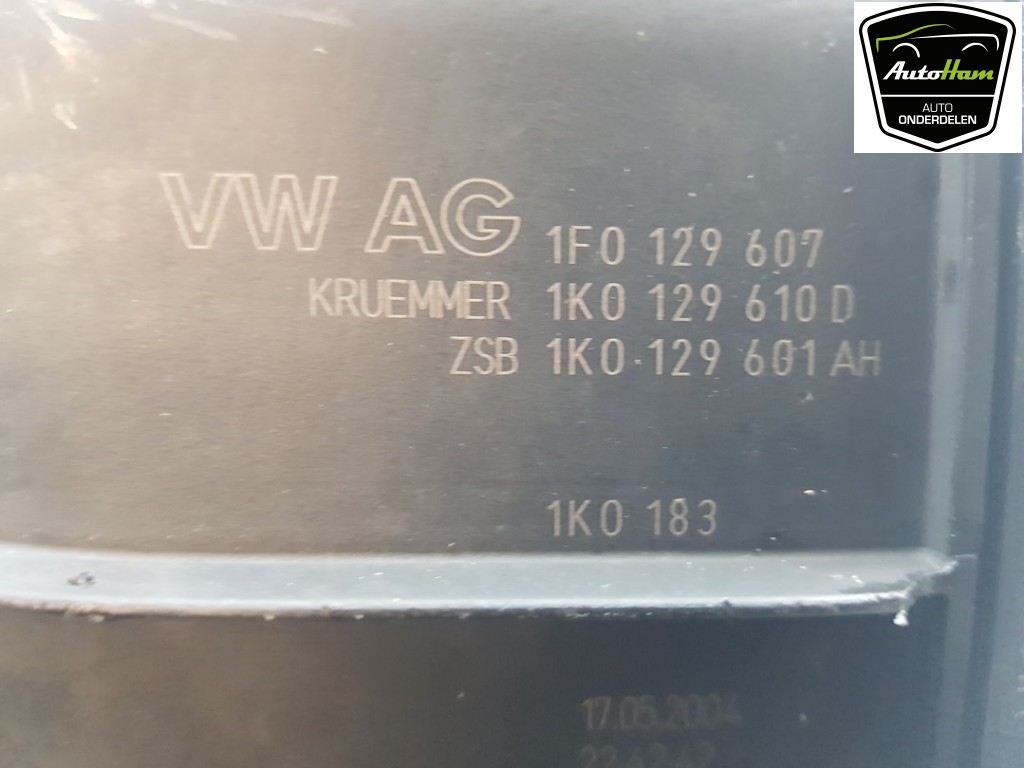 AutoHam
AUTO
ONDERDELEN
VW AG 1F0 129 607
KRUEMMER 1K0 129 610 D
ZSB 1K0 129 601 AH
1K0 183
17.05.2004